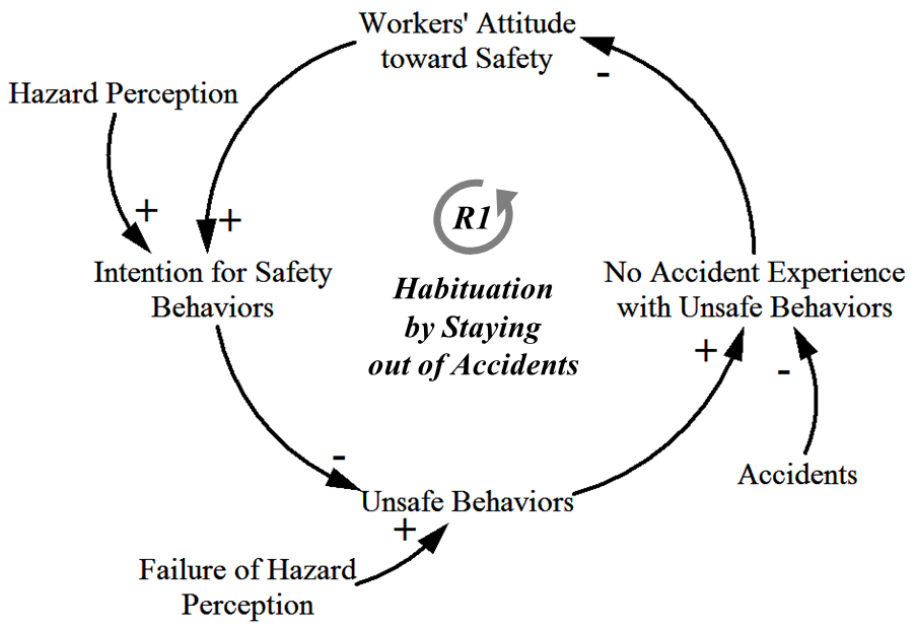 Workers' Attitude
toward Safety
-
Hazard Perception
+
+
R1
Intention for Safety
Behaviors
No Accident Experience
with Unsafe Behaviors
Habituation
by Staying
out of Accidents
+
-
-
Unsafe Behaviors
Accidents
+
Failure of Hazard
Perception